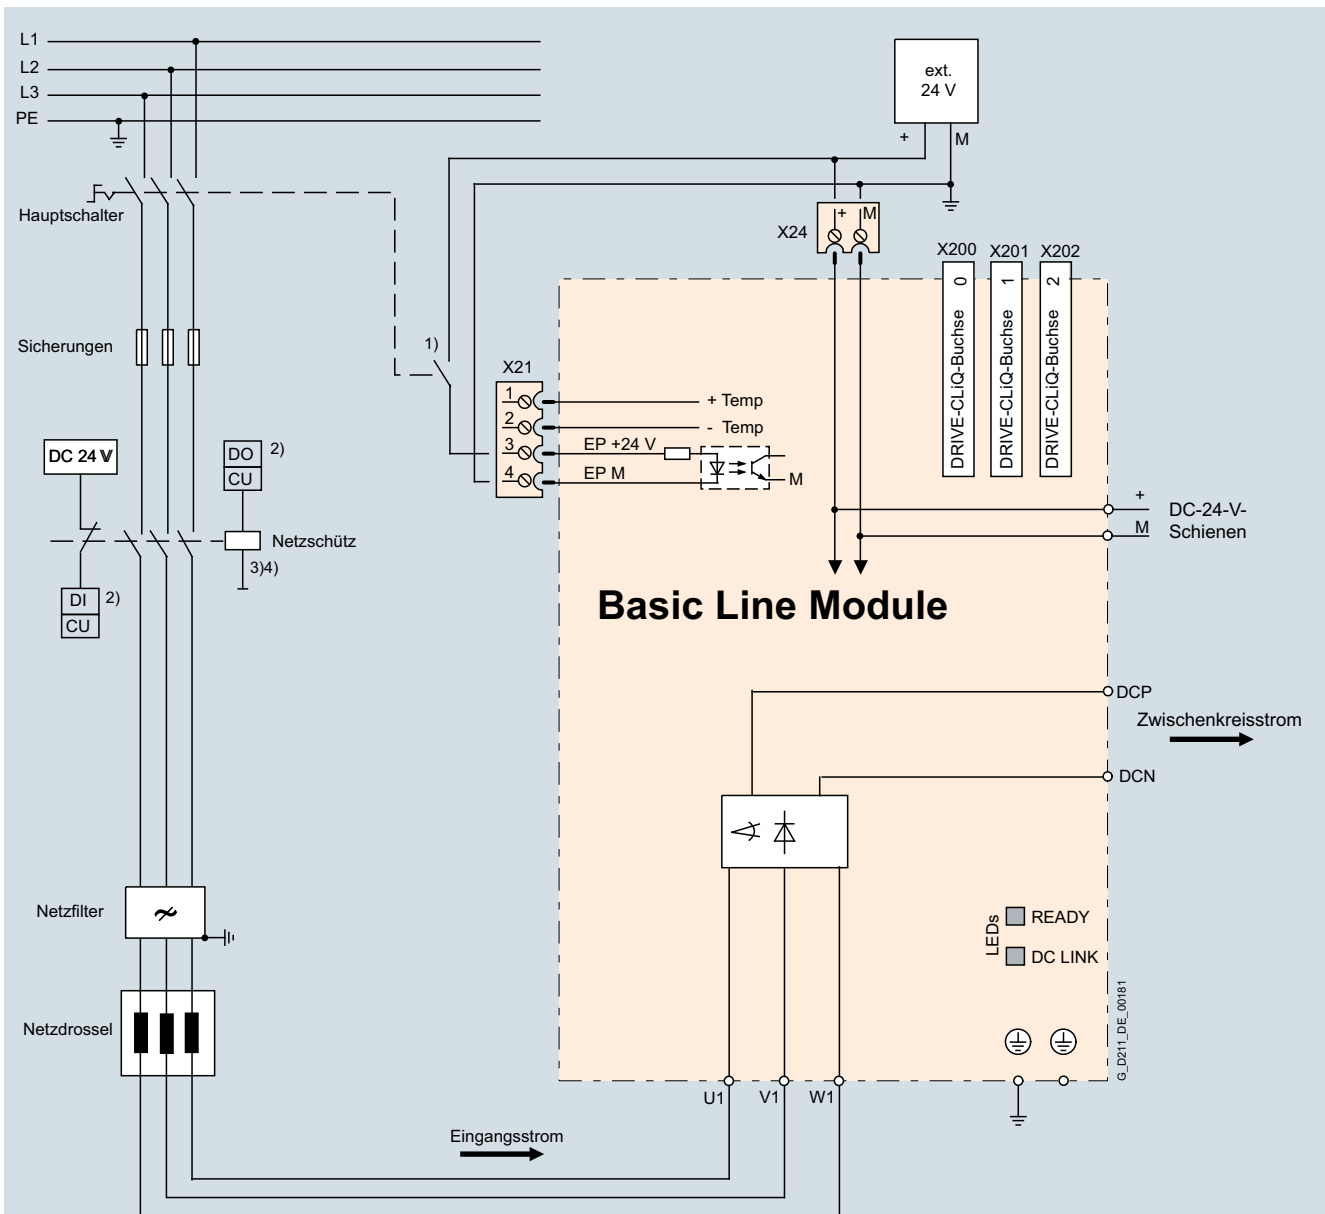 L1
L2
L3
PE
ext.
24 V
+
M
Hauptschalter
X24
+
M
X200
X201
X202
DRIVE-CLiQ-Buchse 0
DRIVE-CLiQ-Buchse 1
DRIVE-CLiQ-Buchse 2
Sicherungen
1)
X21
1
+ Temp
2
- Temp
3
EP +24 V
4
EP M
M
DC 24 V
DO
CU
2)
+
M
DC-24-V-
Schienen
Netzschütz
3)4)
DI
CU
2)
Basic Line Module
DCP
Zwischenkreisstrom
DCN
Netzfilter
LEDs
READY
DC LINK
Netzdrossel
G_D211_DE_00181
U1
V1
W1
Eingangsstrom